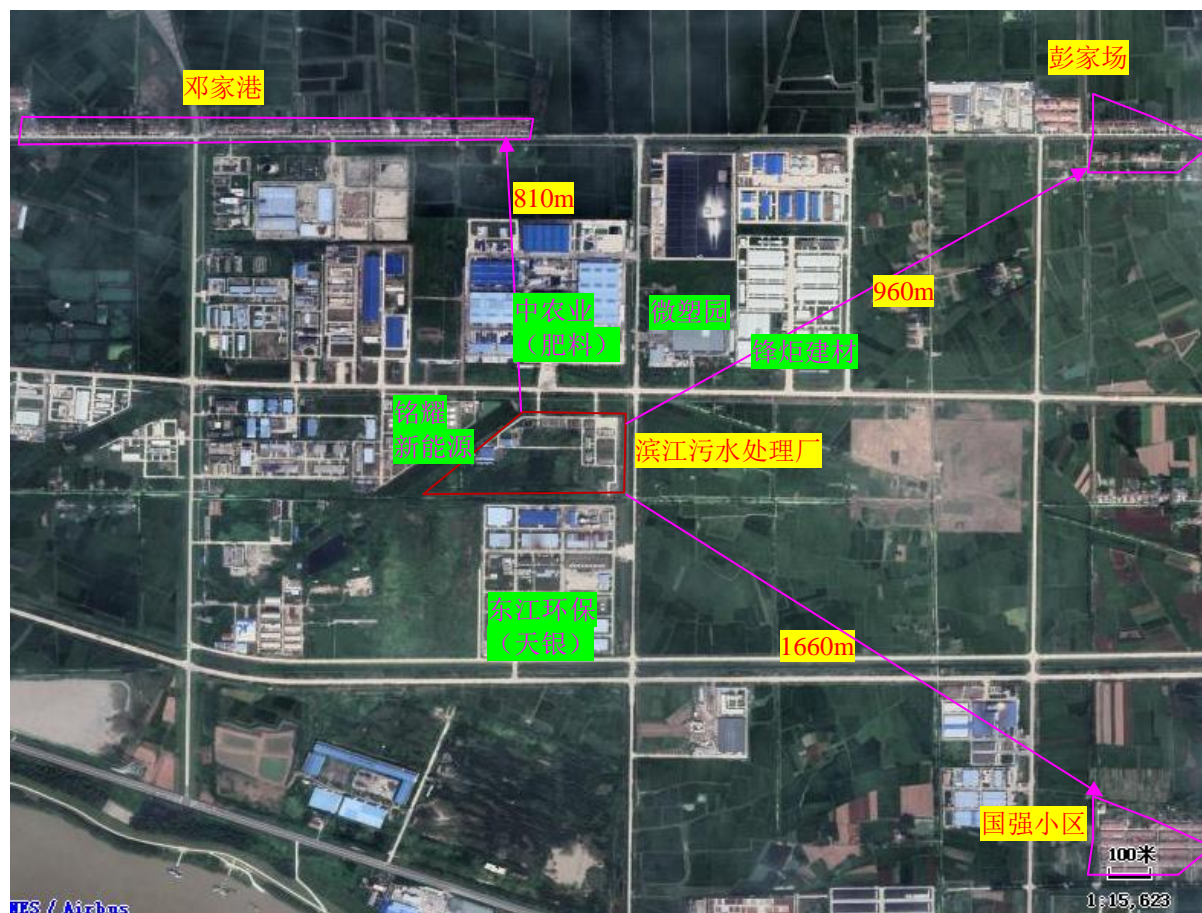 彭家场
邓家港
810m
960m
中农业
（肥料）
微塑园
锋炬建材
铭耀
新能源
滨江污水处理厂
东江环保
（天银）
1660m
国强小区
100米
1:15,623
/ Airbus